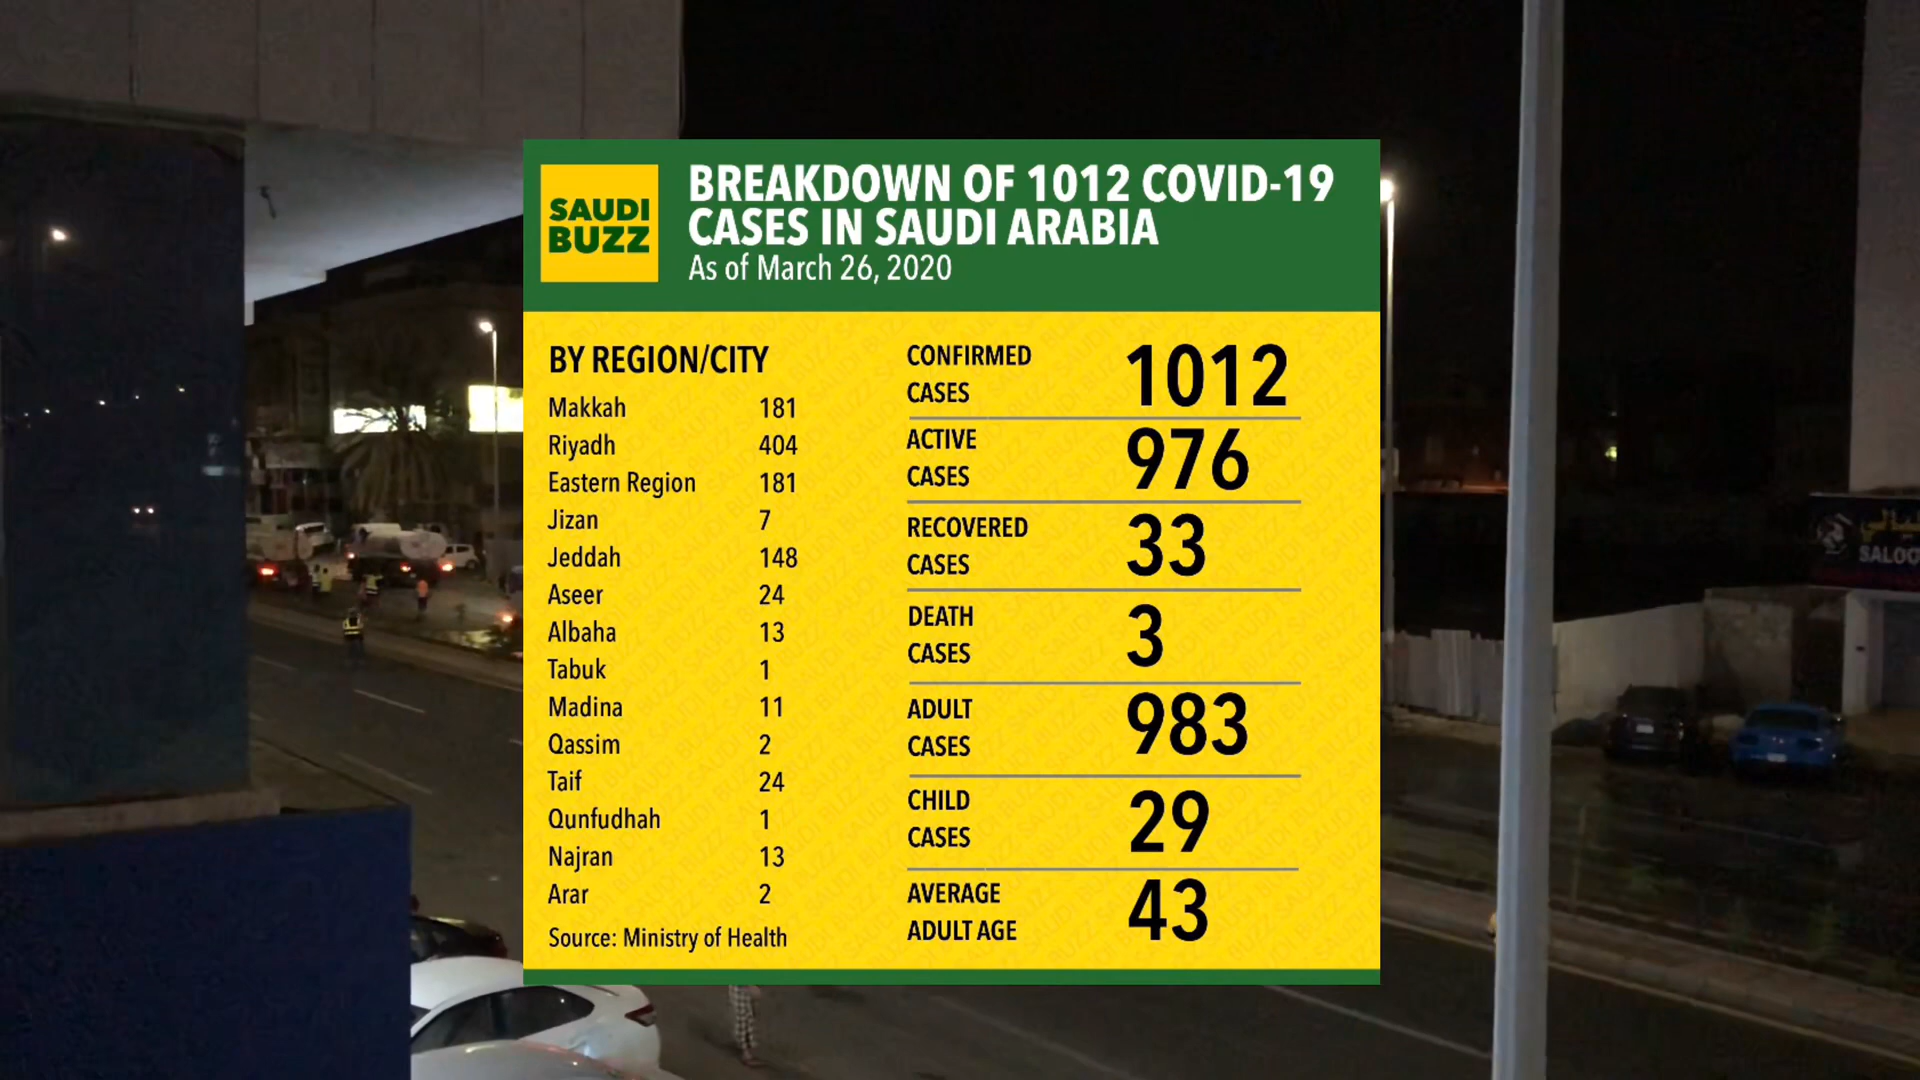 SAUDI
BUZZ
BREAKDOWN OF 1012 COVID-19
CASES IN SAUDI ARABIA
As of March 26, 2020
BY REGION/CITY
Makkah 181
Riyadh 404
Eastern Region 181
Jizan 7
Jeddah 148
Aseer 24
Albaha 13
Tabuk 1
Madina 11
Qassim 2
Taif 24
Qunfudhah 1
Najran 13
Arar 2
Source: Ministry of Health
CONFIRMED
CASES
1012
ACTIVE
CASES
976
RECOVERED
CASES
33
DEATH
CASES
3
ADULT
CASES
983
CHILD
CASES
29
AVERAGE
ADULT AGE
43